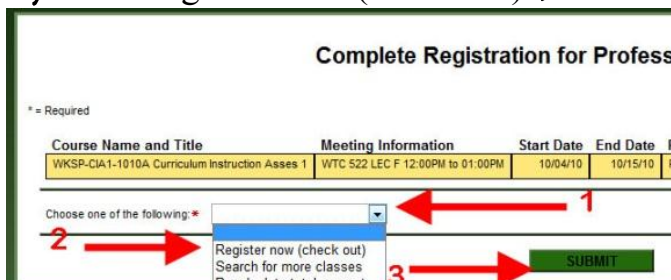 Complete Registration for Profess
* = Required
Course Name and Title Meeting Information Start Date End Date
WKSP-CIA1-1010A Curriculum Instruction Asses 1 WTC 522 LEC F 12:00PM to 01:00PM 10/04/10 10/15/10
Choose one of the following:* 1
2 Register now (check out)
Search for more classes
3 SUBMIT